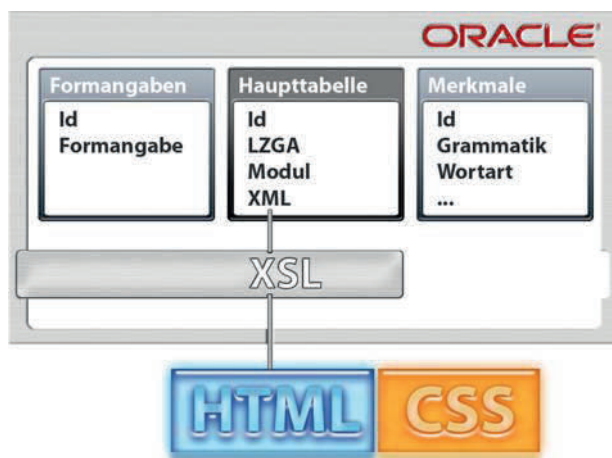 ORACLE
Formangaben
Id
Formangabe
Haupttabelle
Id
LZGA
Modul
XML
Merkmale
Id
Grammatik
Wortart
...
XSL
HTML CSS